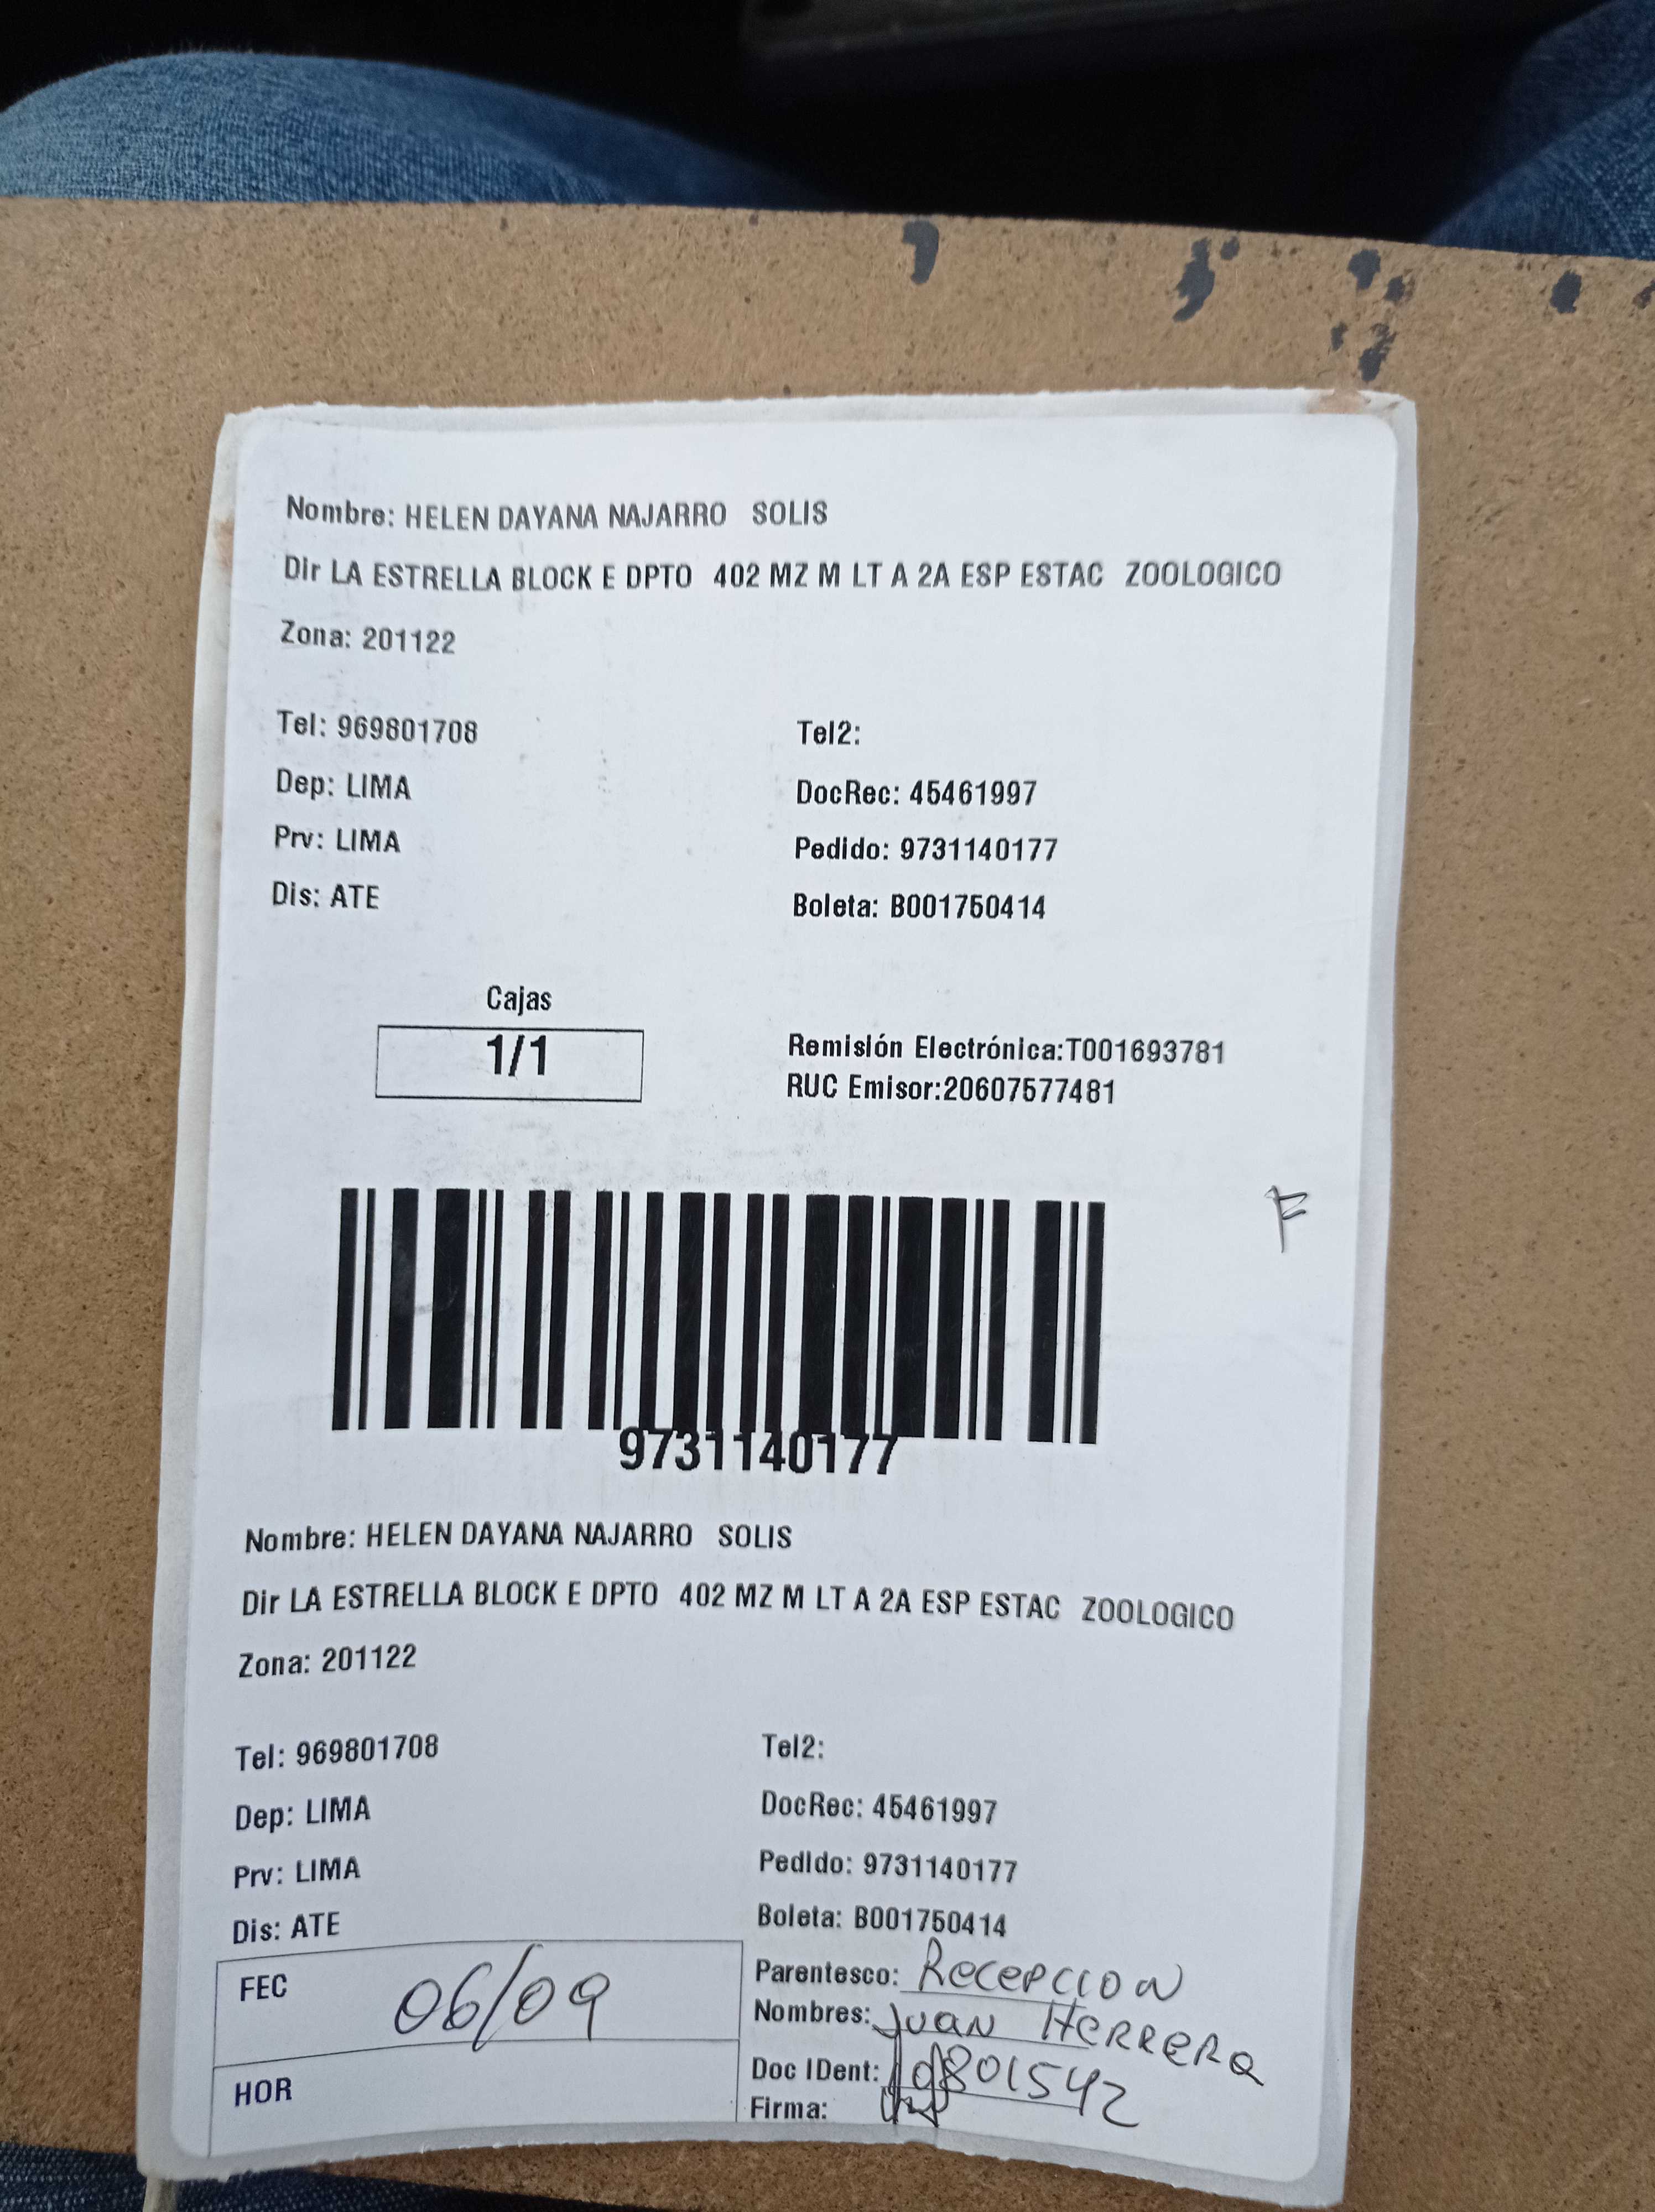 Nombre: HELEN DAYANA NAJARRO SOLIS
Dir LA ESTRELLA BLOCK E DPTO 402 MZ M LT A 2A ESP ESTAC ZOOLOGICO
Zona: 201122
Tel: 969801708 Tel2:
Dep: LIMA DocRec: 45461997
Prv: LIMA Pedido: 9731140177
Dis: ATE Boleta: B001750414
Cajas
1/1
Remisión Electrónica:T001693781
RUC Emisor:20607577481
F
9731140177
Nombre: HELEN DAYANA NAJARRO SOLIS
Dir LA ESTRELLA BLOCK E DPTO 402 MZ M LT A 2A ESP ESTAC ZOOLOGICO
Zona: 201122
Tel: 969801708 Tel2:
Dep: LIMA DocRec: 45461997
Prv: LIMA Pedido: 9731140177
Dis: ATE Boleta: B001750414
FEC 06/09
HOR
Parentesco: Recepcion
Nombres: Juan Herrera
Doc IDent:
Firma: